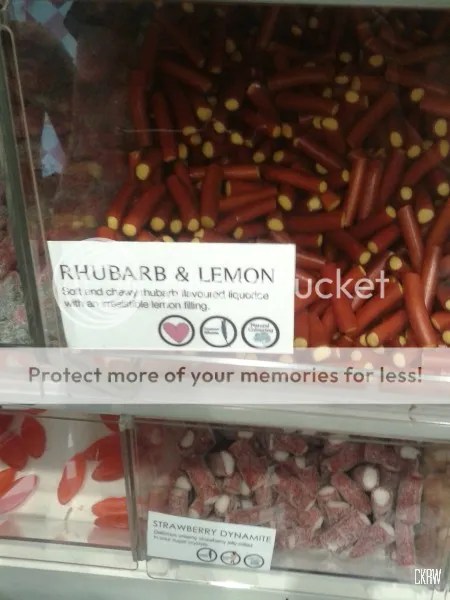 RHUBARB & LEMON
Soft and chewy rhubarb flavoured liquorice
with an irresistible lemon filling.
ucket
Protect more of your memories for less!
STRAWBERRY DYNAMITE
CKRW